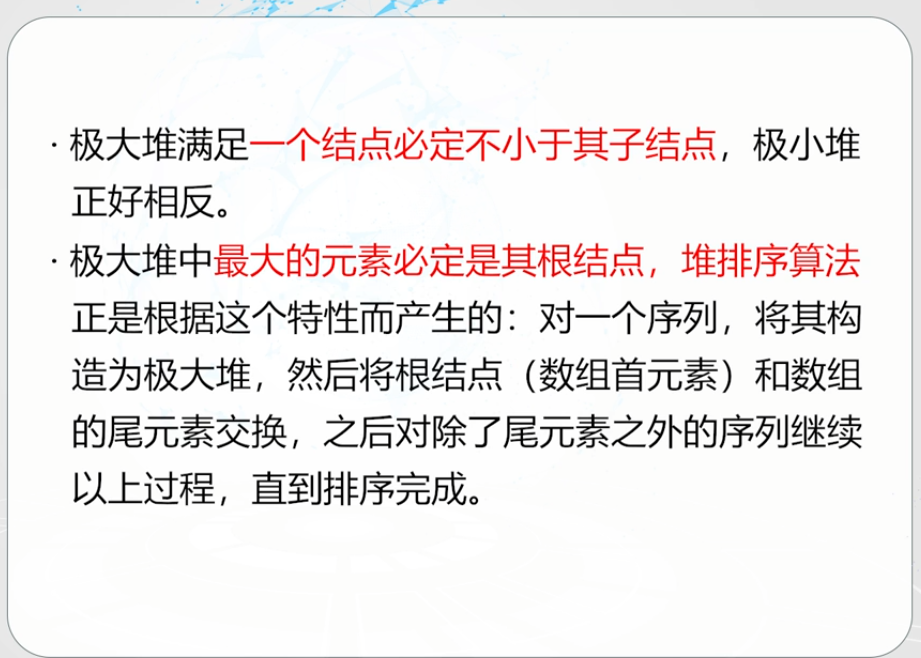 · 极大堆满足一个结点必定不小于其子结点，极小堆
正好相反。
· 极大堆中最大的元素必定是其根结点，堆排序算法
正是根据这个特性而产生的：对一个序列，将其构
造为极大堆，然后将根结点（数组首元素）和数组
的尾元素交换，之后对除了尾元素之外的序列继续
以上过程，直到排序完成。